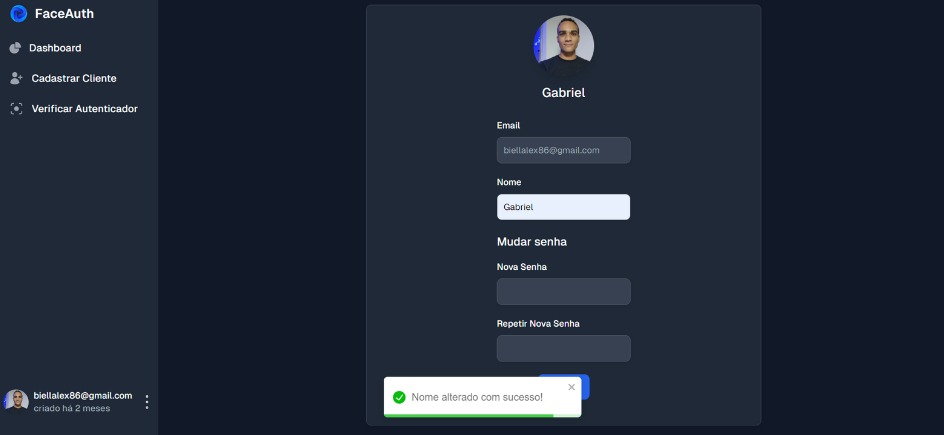 FaceAuth
Dashboard
Cadastrar Cliente
Verificar Autenticador
biellalex86@gmail.com
criado há 2 meses
Gabriel
Email
biellalex86@gmail.com
Nome
Gabriel
Mudar senha
Nova Senha
Repetir Nova Senha
Nome alterado com sucesso!